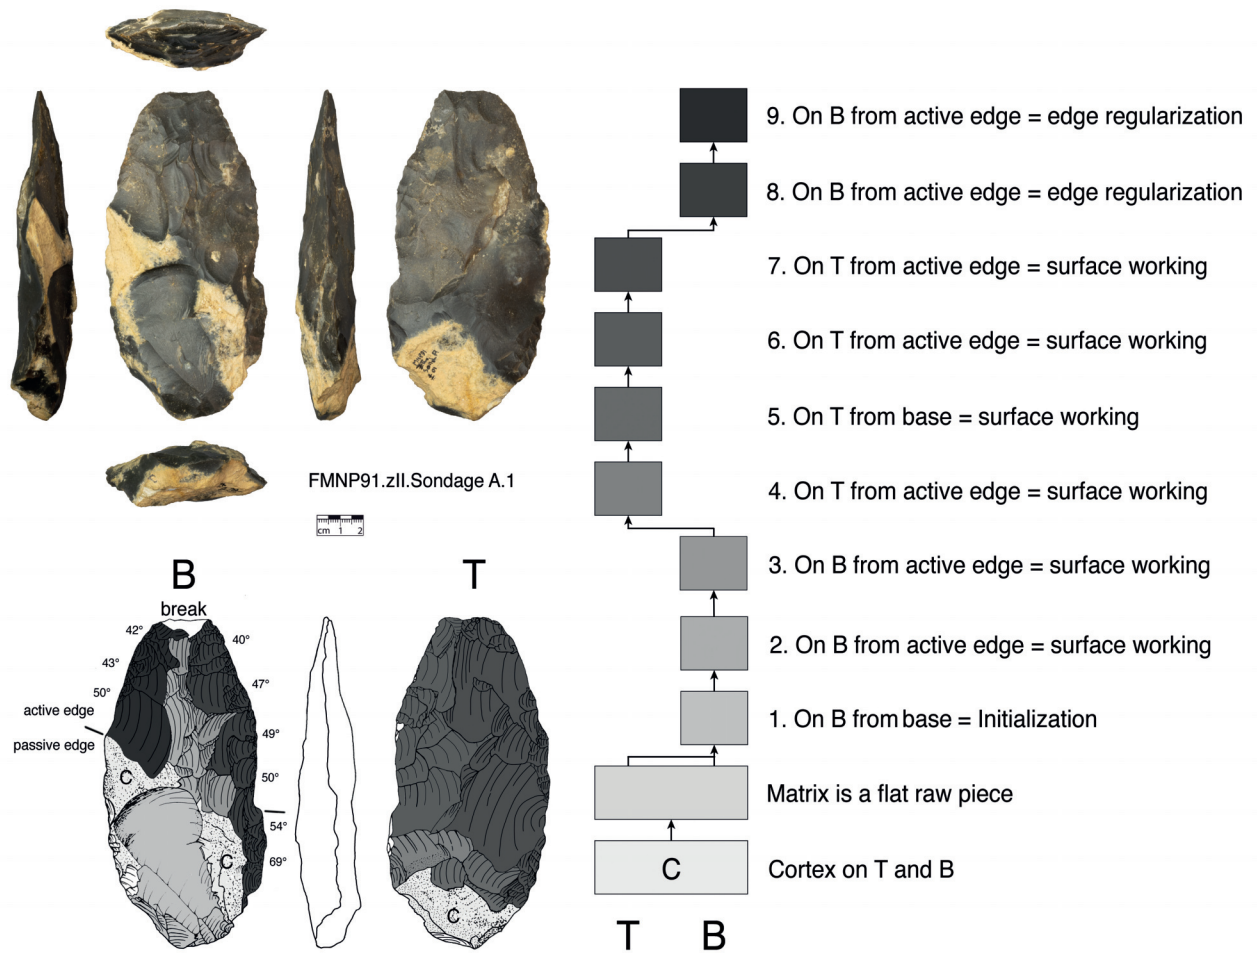 FMNP91.zII.Sondage A.1
cm 1 2
B
T
break
42°
40°
43°
47°
50°
active edge
passive edge
49°
C
50°
54°
C
69°
C
9. On B from active edge = edge regularization
8. On B from active edge = edge regularization
7. On T from active edge = surface working
6. On T from active edge = surface working
5. On T from base = surface working
4. On T from active edge = surface working
3. On B from active edge = surface working
2. On B from active edge = surface working
1. On B from base = Initialization
Matrix is a flat raw piece
C
Cortex on T and B
T
B